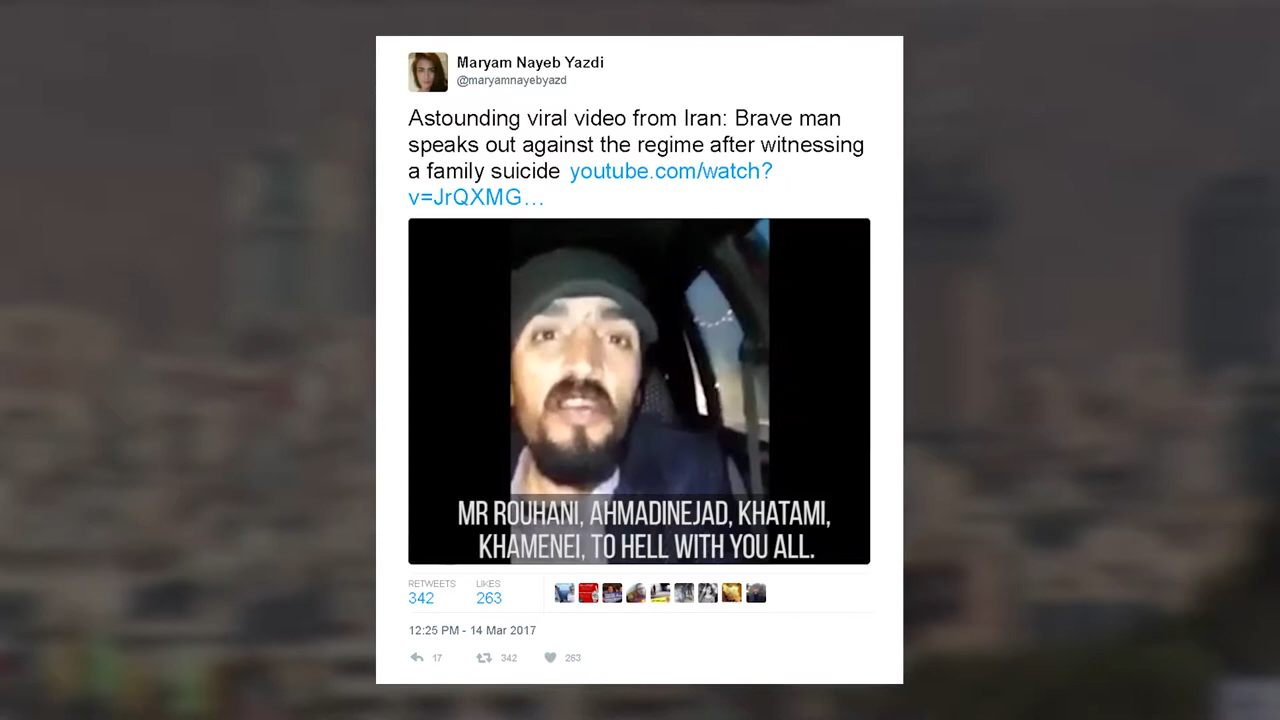 Maryam Nayeb Yazdi
@maryamnayebyazd
Astounding viral video from Iran: Brave man
speaks out against the regime after witnessing
a family suicide youtube.com/watch?
v=JrQXMG…
MR ROUHANI, AHMADINEJAD, KHATAMI,
KHAMENEI, TO HELL WITH YOU ALL.
RETWEETS LIKES
342 263
12:25 PM - 14 Mar 2017
17 342 263